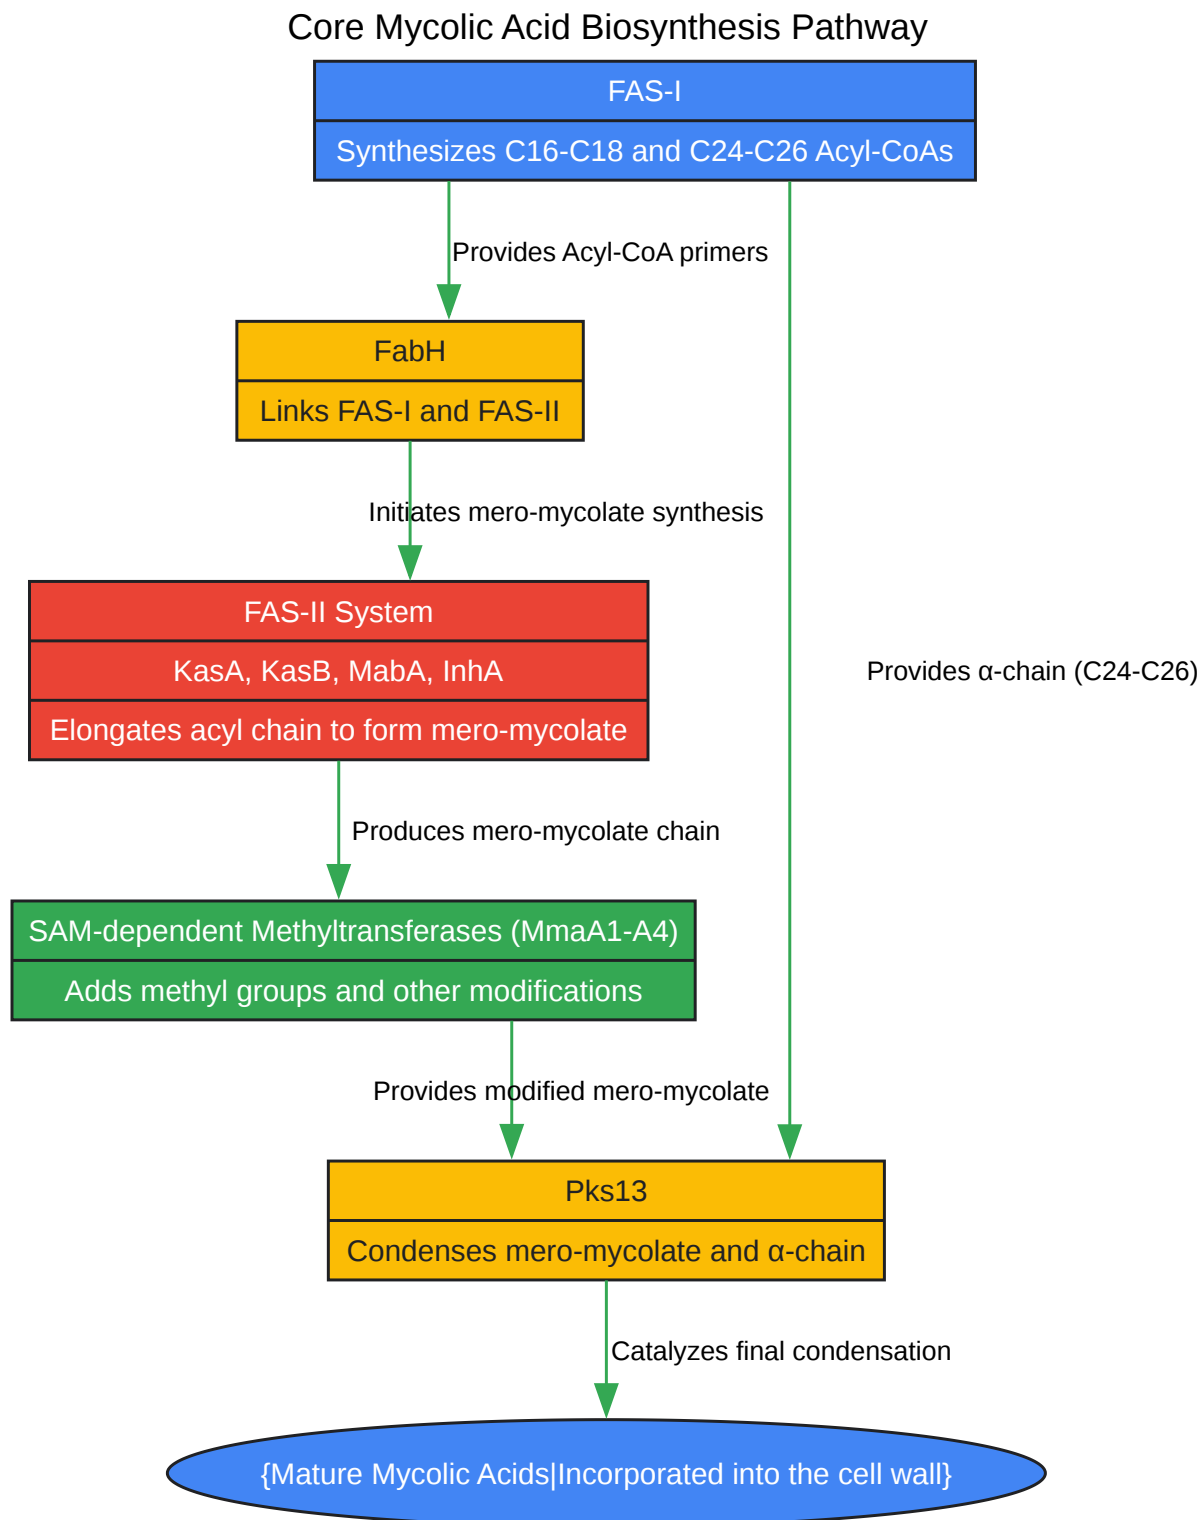 Core Mycolic Acid Biosynthesis Pathway
FAS-I
Synthesizes C16-C18 and C24-C26 Acyl-CoAs
Provides Acyl-CoA primers
FabH
Links FAS-I and FAS-II
Initiates mero-mycolate synthesis
FAS-II System
KasA, KasB, MabA, InhA
Elongates acyl chain to form mero-mycolate
Provides α-chain (C24-C26)
Produces mero-mycolate chain
SAM-dependent Methyltransferases (MmaA1-A4)
Adds methyl groups and other modifications
Provides modified mero-mycolate
Pks13
Condenses mero-mycolate and α-chain
Catalyzes final condensation
{Mature Mycolic Acids|Incorporated into the cell wall}